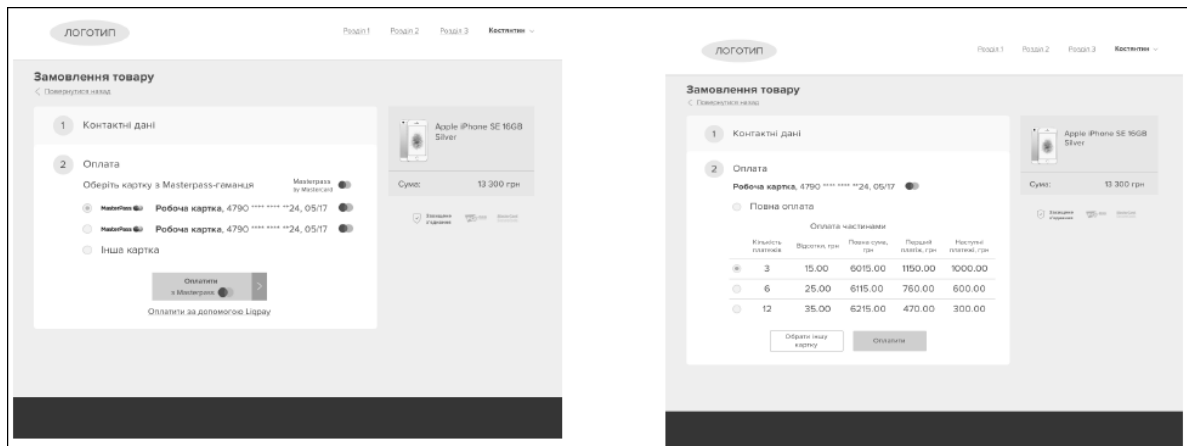 ЛОГОТИП
Розділ 1 Розділ 2 Розділ 3 Костянтин
Замовлення товару
Повернутися назад
1 Контактні дані
2 Оплата
Оберіть картку з Masterpass-гаманця
Masterpass
by Mastercard
MasterPass Робоча картка, 4790 **** **** **24, 05/17
MasterPass Робоча картка, 4790 **** **** **24, 05/17
Інша картка
Оплатити
з Masterpass
Оплатити за допомогою Liqpay
Apple iPhone SE 16GB
Silver
Сума: 13 300 грн
Захищене
з'єднання
ЛОГОТИП
Розділ 1 Розділ 2 Розділ 3 Костянтин
Замовлення товару
Повернутися назад
1 Контактні дані
2 Оплата
Робоча картка, 4790 **** **** **24, 05/17
Повна оплата
Оплата частинами
Кількість платежів Відсотки, грн Повна сума, грн Перший платіж, грн Наступні платежі, грн
3 15.00 6015.00 1150.00 1000.00
6 25.00 6115.00 760.00 600.00
12 35.00 6215.00 470.00 300.00
Обрати іншу
картку
Оплатити
Apple iPhone SE 16GB
Silver
Сума: 13 300 грн
Захищене
з'єднання